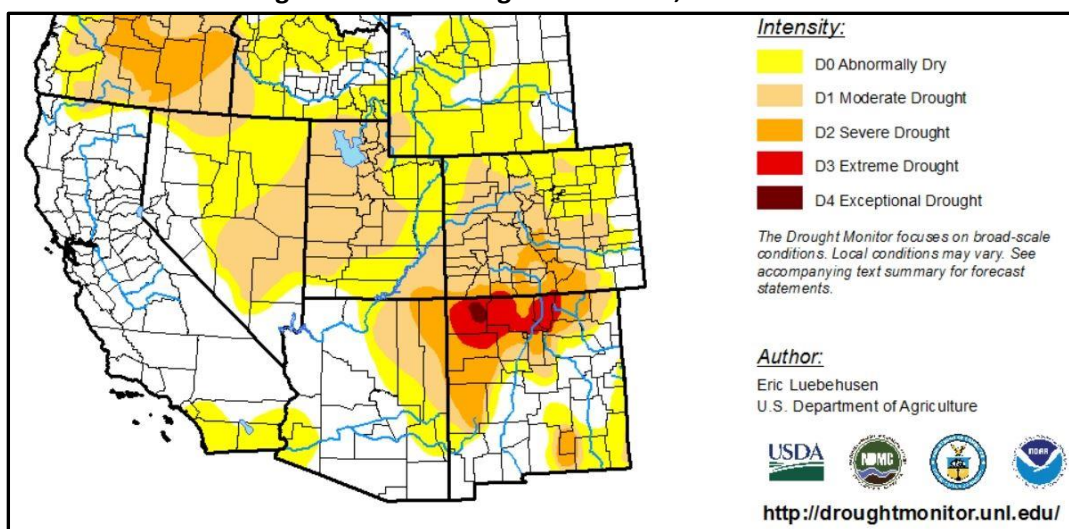 Intensity:
D0 Abnormally Dry
D1 Moderate Drought
D2 Severe Drought
D3 Extreme Drought
D4 Exceptional Drought
The Drought Monitor focuses on broad-scale
conditions. Local conditions may vary. See
accompanying text summary for forecast
statements.
Author:
Eric Luebehusen
U.S. Department of Agriculture
USDA
NDMC
NOAA
http://droughtmonitor.unl.edu/